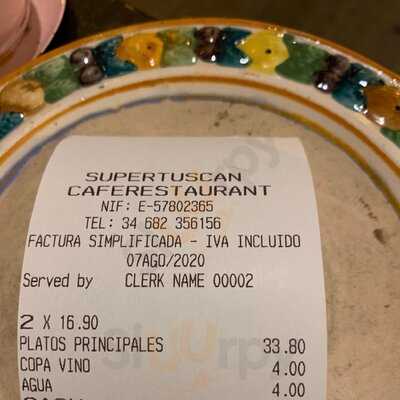 SUPERTUSCAN
CAFERESTAURANT
NIF: E-57802365
TEL: 34 682 356156
FACTURA SIMPLIFICADA - IVA INCLUIDO
07AGO/2020
Served by CLERK NAME 00002
2 X 16.90
PLATOS PRINCIPALES 33.80
COPA VINO 4.00
AGUA 4.00